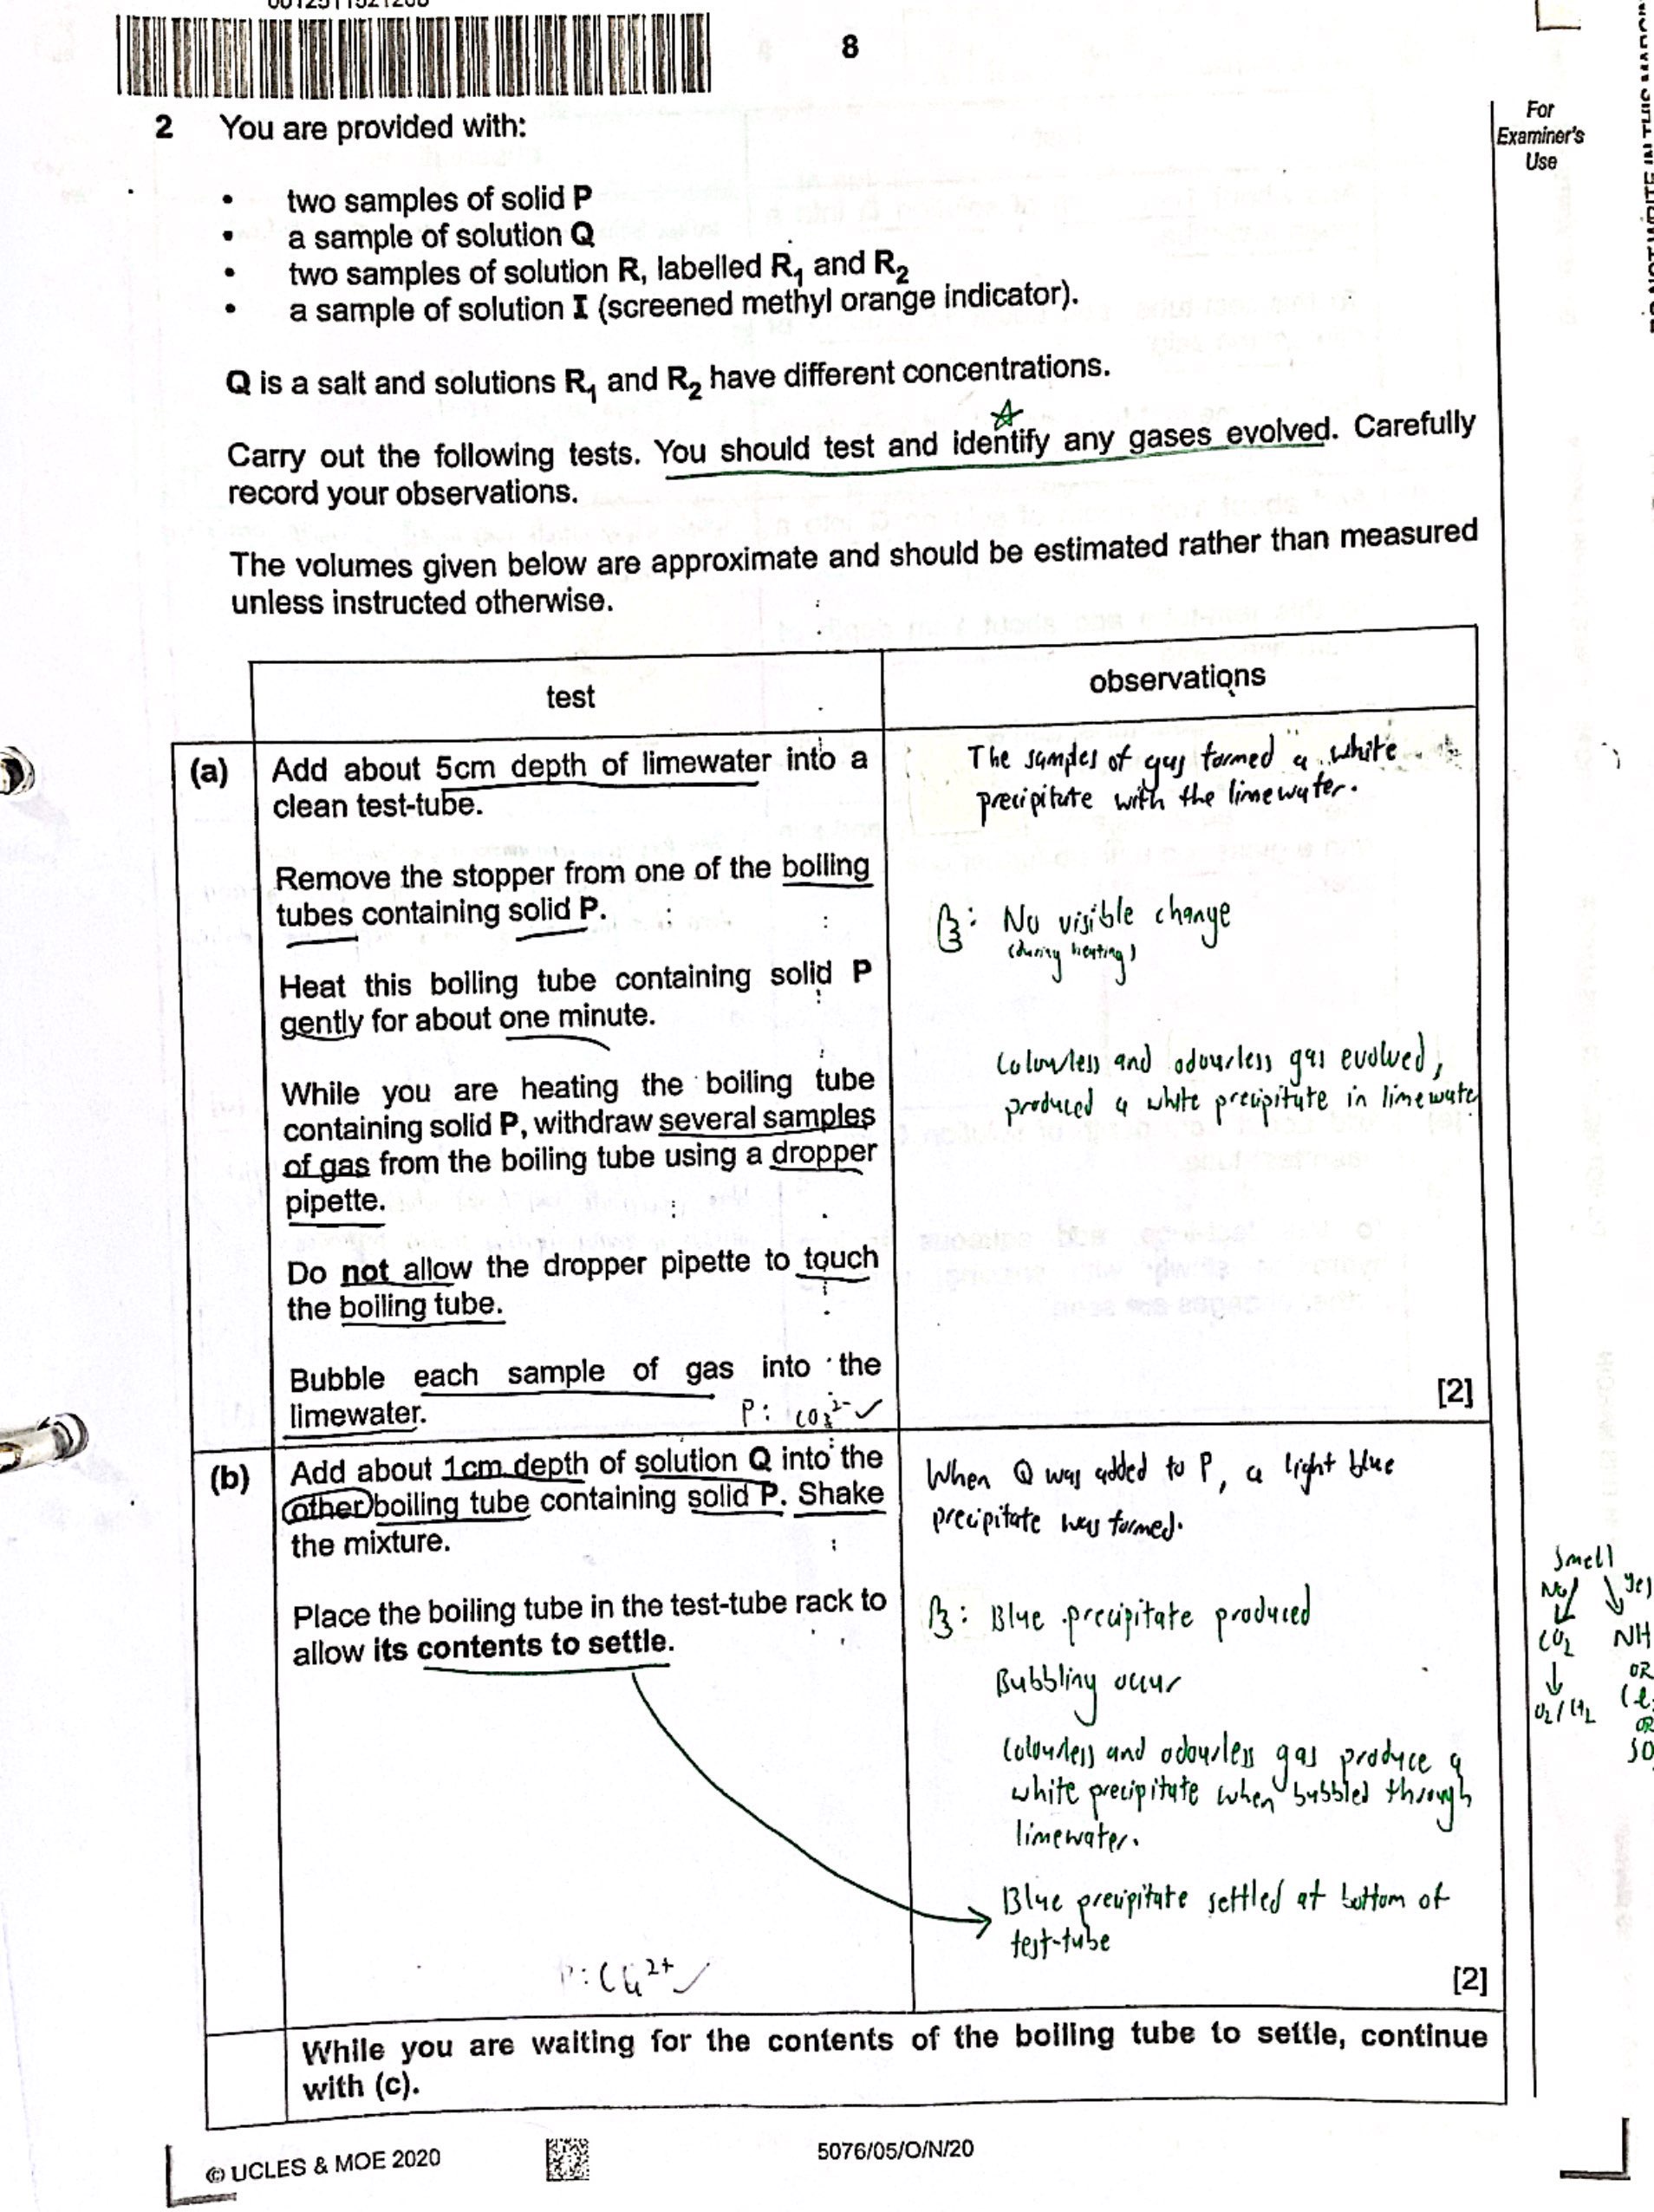 8
For
Examiner's
Use
2 You are provided with:
• two samples of solid P
• a sample of solution Q
• two samples of solution R, labelled R₁ and R₂
• a sample of solution I (screened methyl orange indicator).
Q is a salt and solutions R₁ and R₂ have different concentrations.
Carry out the following tests. You should test and identify any gases evolved. Carefully
record your observations.
The volumes given below are approximate and should be estimated rather than measured
unless instructed otherwise.
test
observations
(a) Add about 5cm depth of limewater into a
clean test-tube.
Remove the stopper from one of the boiling
tubes containing solid P.
Heat this boiling tube containing solid P
gently for about one minute.
While you are heating the boiling tube
containing solid P, withdraw several samples
of gas from the boiling tube using a dropper
pipette.
Do not allow the dropper pipette to touch
the boiling tube.
Bubble each sample of gas into the
limewater.
P: CO₃²⁻ ✓
The samples of gas formed a white
precipitate with the limewater.
No visible change
(during heating)
Colourless and odourless gas evolved,
produced a white precipitate in limewate
[2]
(b) Add about 1cm depth of solution Q into the
other boiling tube containing solid P. Shake
the mixture.
Place the boiling tube in the test-tube rack to
allow its contents to settle.
P: Cu²⁺ ✓
When Q was added to P, a light blue
precipitate was formed.
Blue precipitate produced
Bubbling occur
Colourless and odourless gas produce a
white precipitate when bubbled through
limewater.
Blue precipitate settled at bottom of
test-tube
[2]
Smell
No Yes
CO₂ NH
OR
O₂/H₂
OR
SO
While you are waiting for the contents of the boiling tube to settle, continue
with (c).
© UCLES & MOE 2020
5076/05/O/N/20